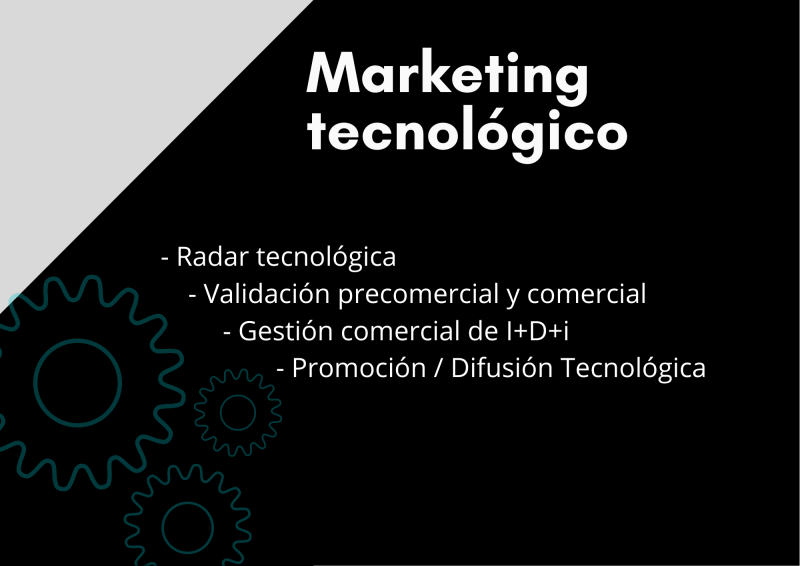 Marketing
tecnológico
- Radar tecnológica
- Validación precomercial y comercial
- Gestión comercial de I+D+i
- Promoción / Difusión Tecnológica